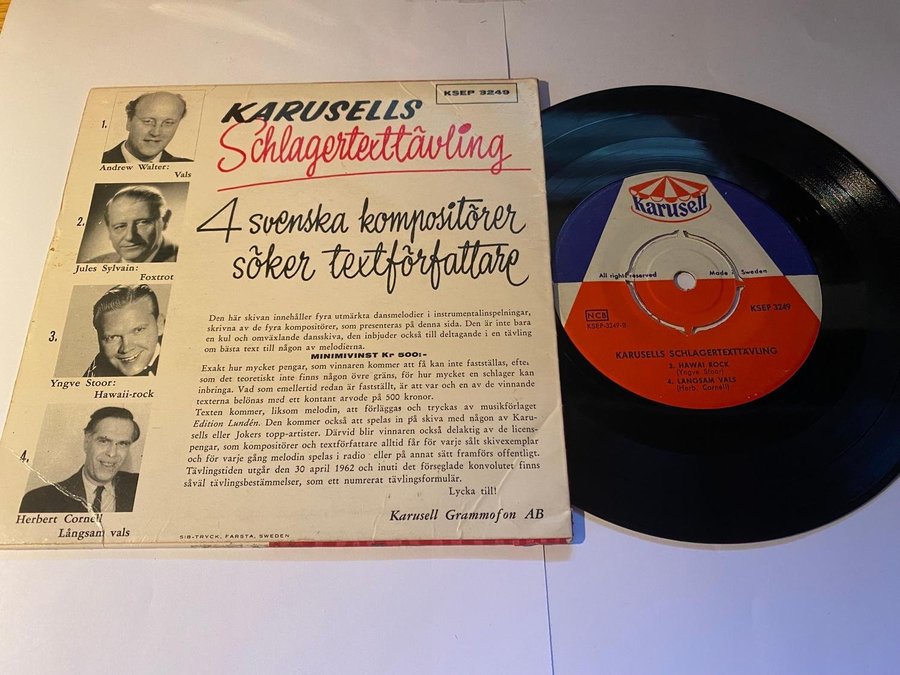 KSEP 3249
KARUSELLS
Schlagertexttävling
4 svenska kompositörer
söker textförfattare
1.
Andrew Walter:
Vals
2.
Jules Sylvain:
Foxtrot
3.
Yngve Stoor:
Hawaii-rock
4.
Herbert Cornell
Långsam vals
Den här skivan innehåller fyra utmärkta dansmelodier i instrumentalinspelningar,
skrivna av de fyra kompositörer, som presenteras på denna sida. Den är inte bara
en kul och omväxlande dansskiva, den inbjuder också till deltagande i en tävling
om bästa text till någon av melodierna.
MINIMIVINST Kr 500:-
Exakt hur mycket pengar, som vinnaren kommer att få kan inte fastställas, efter
som det teoretiskt inte finns någon övre gräns, för hur mycket en schlager kan
inbringa. Vad som emellertid redan är fastställt, är att var och en av de vinnande
texterna belönas med ett kontant arvode på 500 kronor.
Texten kommer, liksom melodin, att förläggas och tryckas av musikförlaget
Edition Lundén. Den kommer också att spelas in på skiva med någon av Karu-
sells eller Jokers topp-artister. Därvid blir vinnaren också delaktig av de licens-
pengar, som kompositörer och textförfattare alltid får för varje sålt skivexemplar
och för varje gång melodin spelas i radio eller på annat sätt framförs offentligt.
Tävlingstiden utgår den 30 april 1962 och inuti det förseglade konvolutet finns
såväl tävlingsbestämmelser, som ett numrerat tävlingsformulär.
Lycka till!
Karusell Grammofon AB
SIB-TRYCK, FARSTA, SWEDEN
Karusell
All right reserved
Made Sweden
NCB
KSEP-3249-B
KSEP 3249
KARUSELLS SCHLAGERTEXTTÄVLING
3. HAWAI ROCK
(Yngve Stoor)
4. LANGSAM VALS
(Herb. Cornell)